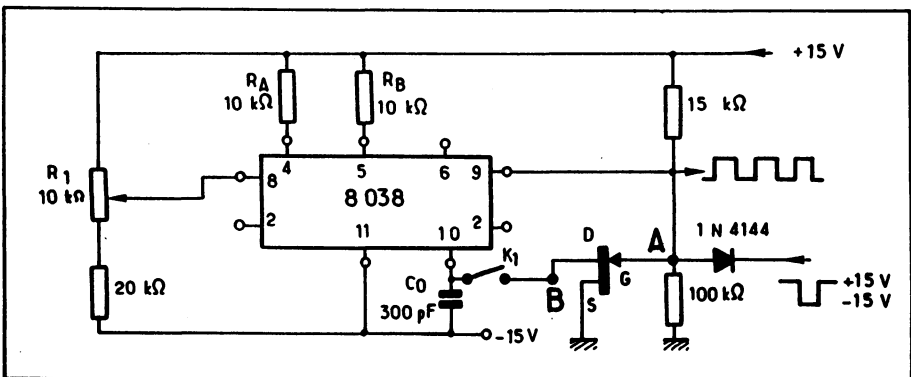 +15 V
RA
10 kΩ
RB
10 kΩ
15 kΩ
R1
10 kΩ
8
4
5
6
9
8 038
2
11
10
2
K1
D
G
S
A
B
1 N 4144
+15 V
-15 V
20 kΩ
C0
300 pF
100 kΩ
-15 V